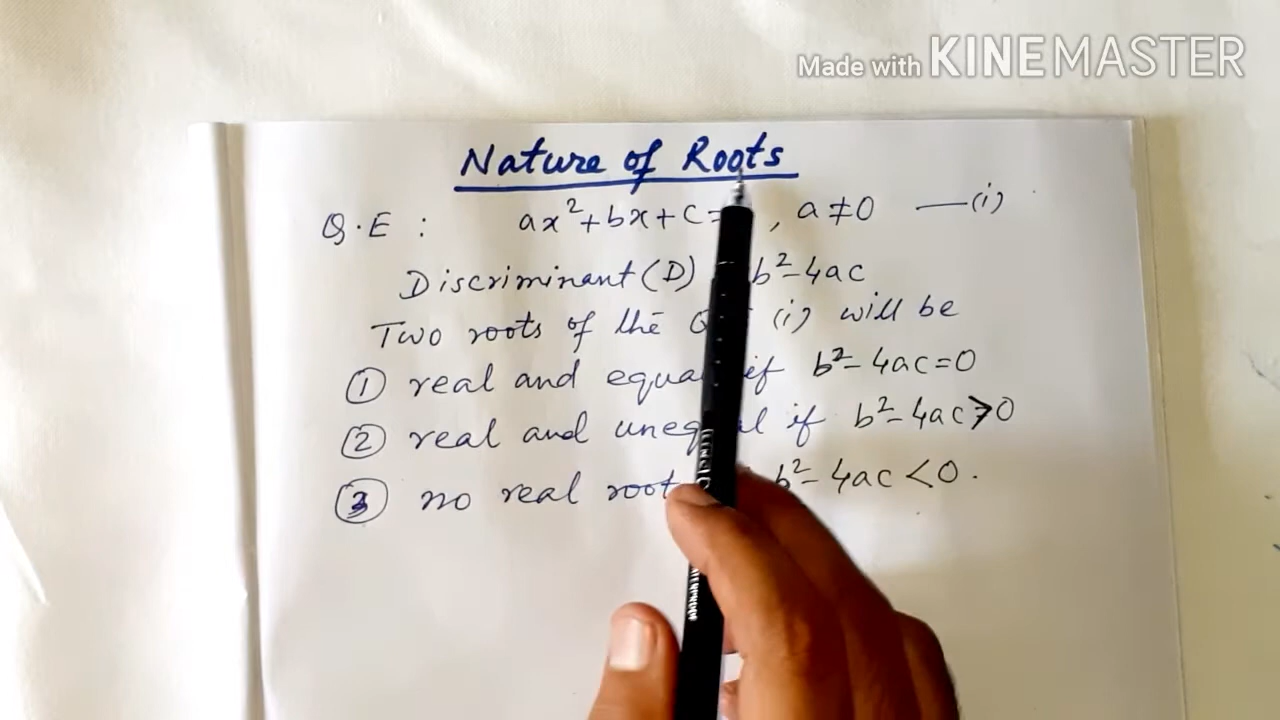 Made with KINEMASTER
Nature of Roots
Q.E : ax²+bx+c= , a≠0 —(i)
Discriminant (D) b²-4ac
Two roots of the (i) will be
① real and equal if b²-4ac=0
② real and unequal if b²-4ac>0
③ no real root b²-4ac<0.